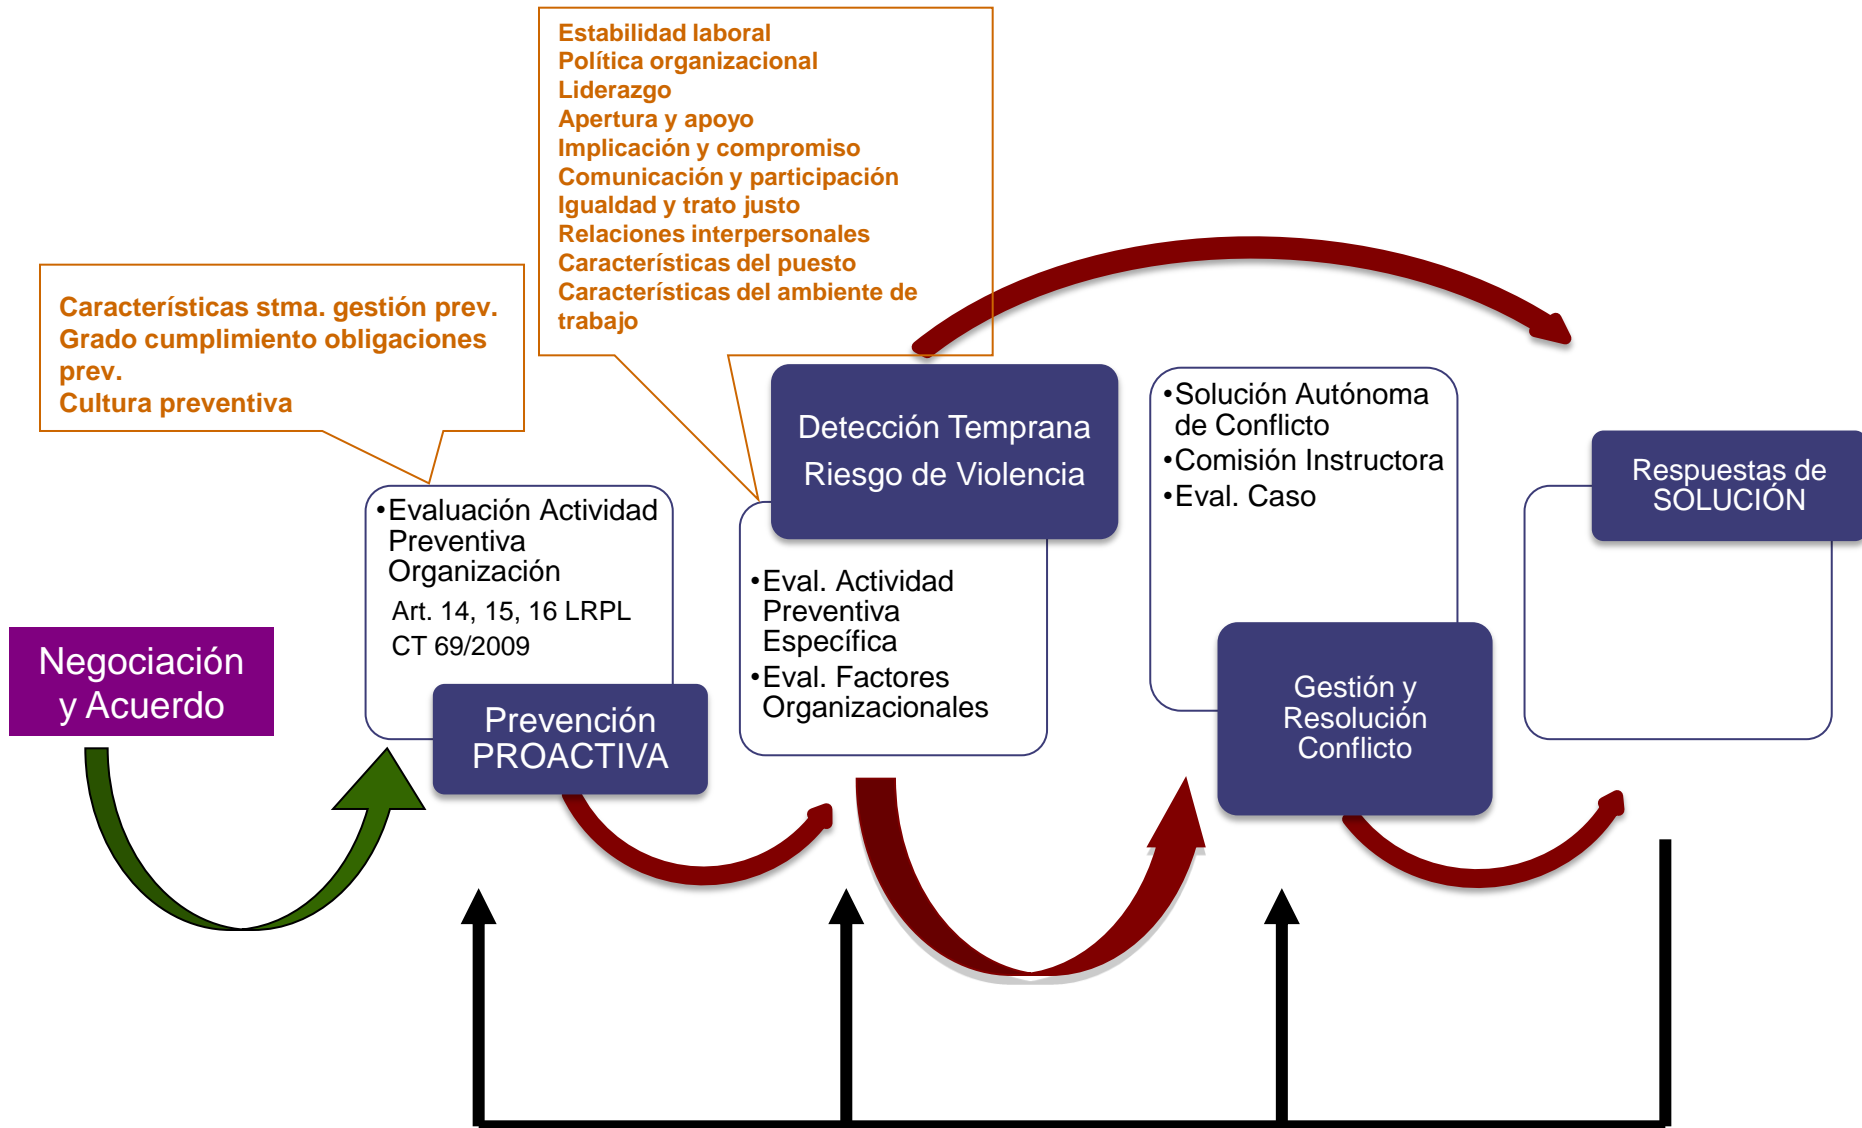 Estabilidad laboral
Política organizacional
Liderazgo
Apertura y apoyo
Implicación y compromiso
Comunicación y participación
Igualdad y trato justo
Relaciones interpersonales
Características del puesto
Características del ambiente de
trabajo
Características stma. gestión prev.
Grado cumplimiento obligaciones
prev.
Cultura preventiva
Negociación
y Acuerdo
•Evaluación Actividad
Preventiva
Organización
Art. 14, 15, 16 LRPL
CT 69/2009
Prevención
PROACTIVA
Detección Temprana
Riesgo de Violencia
•Eval. Actividad
Preventiva
Específica
•Eval. Factores
Organizacionales
•Solución Autónoma
de Conflicto
•Comisión Instructora
•Eval. Caso
Gestión y
Resolución
Conflicto
Respuestas de
SOLUCIÓN